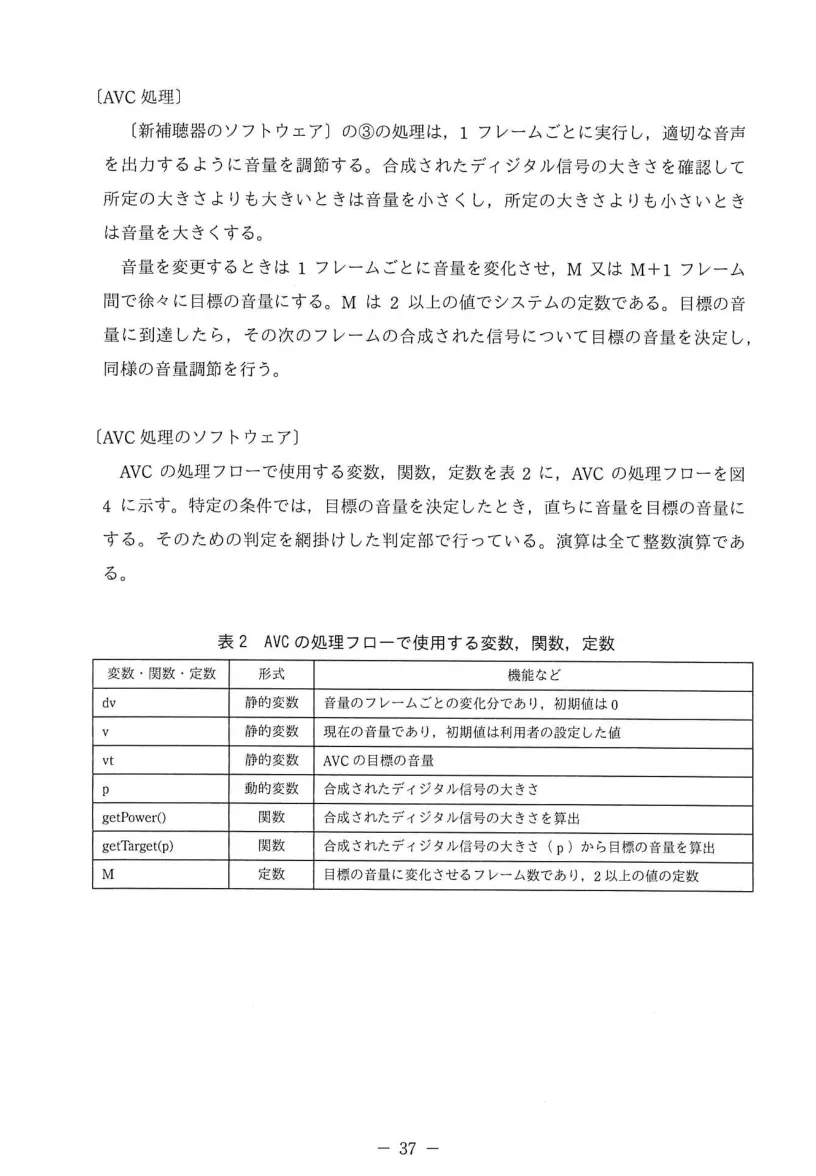 〔AVC 処理〕
〔新補聴器のソフトウェア〕の③の処理は，1 フレームごとに実行し，適切な音声
を出力するように音量を調節する。合成されたディジタル信号の大きさを確認して
所定の大きさよりも大きいときは音量を小さくし，所定の大きさよりも小さいとき
は音量を大きくする。
音量を変更するときは 1 フレームごとに音量を変化させ，M 又は M+1 フレーム
間で徐々に目標の音量にする。M は 2 以上の値でシステムの定数である。目標の音
量に到達したら，その次のフレームの合成された信号について目標の音量を決定し，
同様の音量調節を行う。
〔AVC 処理のソフトウェア〕
AVC の処理フローで使用する変数，関数，定数を表 2 に，AVC の処理フローを図
4 に示す。特定の条件では，目標の音量を決定したとき，直ちに音量を目標の音量に
する。そのための判定を網掛けした判定部で行っている。演算は全て整数演算であ
る。
表 2 AVC の処理フローで使用する変数，関数，定数
変数・関数・定数 形式 機能など
dv 静的変数 音量のフレームごとの変化分であり，初期値は 0
v 静的変数 現在の音量であり，初期値は利用者の設定した値
vt 静的変数 AVC の目標の音量
p 動的変数 合成されたディジタル信号の大きさ
getPower() 関数 合成されたディジタル信号の大きさを算出
getTarget(p) 関数 合成されたディジタル信号の大きさ（p）から目標の音量を算出
M 定数 目標の音量に変化させるフレーム数であり，2 以上の値の定数
－ 37 －